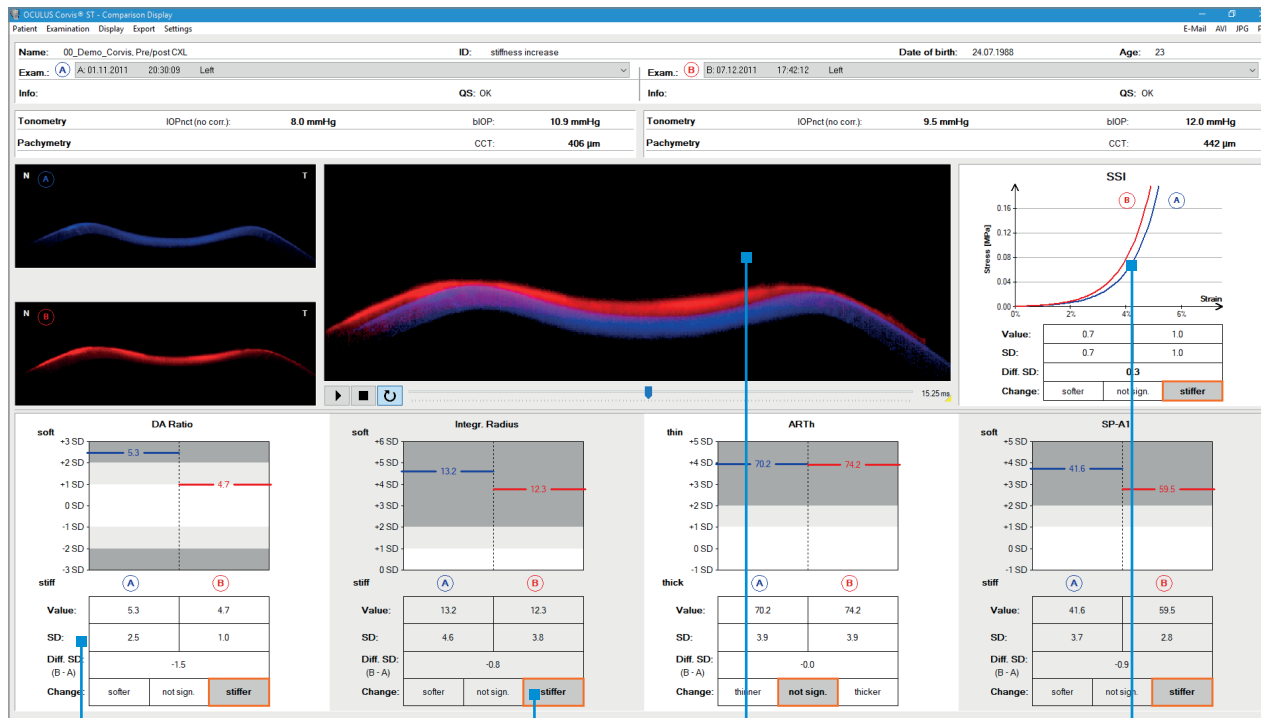 OCULUS Corvis® ST - Comparison Display
Patient Examination Display Export Settings
E-Mail AVI JPG
Name: 00_Demo_Corvis, Pre/post CXL ID: stiffness increase Date of birth: 24.07.1988 Age: 23
Exam.: A A: 01.11.2011 20:30:09 Left Exam.: B B: 07.12.2011 17:42:12 Left
Info: QS: OK Info: QS: OK
Tonometry IOPnct (no corr.): 8.0 mmHg bIOP: 10.9 mmHg Tonometry IOPnct (no corr.): 9.5 mmHg bIOP: 12.0 mmHg
Pachymetry CCT: 406 µm Pachymetry CCT: 442 µm
N A T
N B T
15.25 ms
SSI
B A
Stress [MPa]
0.16
0.12
0.08
0.04
0.00
Strain
0% 2% 4% 6%
Value: 0.7 1.0
SD: 0.7 1.0
Diff. SD: 0.3
Change: softer not sign. stiffer
DA Ratio
soft
+3 SD
+2 SD
+1 SD
0 SD
-1 SD
-2 SD
-3 SD
5.3
4.7
stiff A B
Value: 5.3 4.7
SD: 2.5 1.0
Diff. SD: -1.5
(B - A)
Change: softer not sign. stiffer
Integr. Radius
soft
+6 SD
+5 SD
+4 SD
+3 SD
+2 SD
+1 SD
0 SD
13.2
12.3
stiff A B
Value: 13.2 12.3
SD: 4.6 3.8
Diff. SD: -0.8
(B - A)
Change: softer not sign. stiffer
ARTh
thin
+5 SD
+4 SD
+3 SD
+2 SD
+1 SD
0 SD
-1 SD
70.2
74.2
thick A B
Value: 70.2 74.2
SD: 3.9 3.9
Diff. SD: -0.0
(B - A)
Change: thinner not sign. thicker
SP-A1
soft
+5 SD
+4 SD
+3 SD
+2 SD
+1 SD
0 SD
-1 SD
41.6
59.5
stiff A B
Value: 41.6 59.5
SD: 3.7 2.8
Diff. SD: -0.9
(B - A)
Change: softer not sign. stiffer